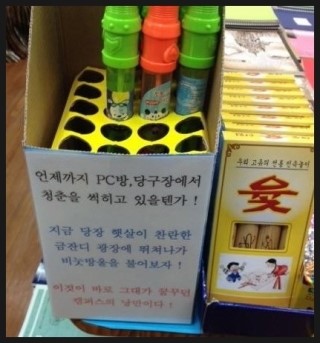 언제까지 PC방,당구장에서
청춘을 썩히고 있을텐가 !
지금 당장 햇살이 찬란한
금잔디 광장에 뛰쳐나가
비눗방울을 불어보자 !
이것이 바로 그대가 꿈꾸던
캠퍼스의 낭만이다 !
우리 고유의 전통 민속놀이
윷